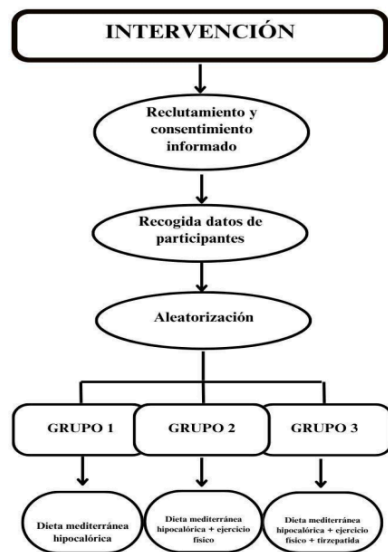 INTERVENCIÓN
Reclutamiento y
consentimiento
informado
Recogida datos de
participantes
Aleatorización
GRUPO 1
GRUPO 2
GRUPO 3
Dieta mediterránea
hipocalórica
Dieta mediterránea
hipocalórica + ejercicio
físico
Dieta mediterránea
hipocalórica + ejercicio
físico + tirzepatida